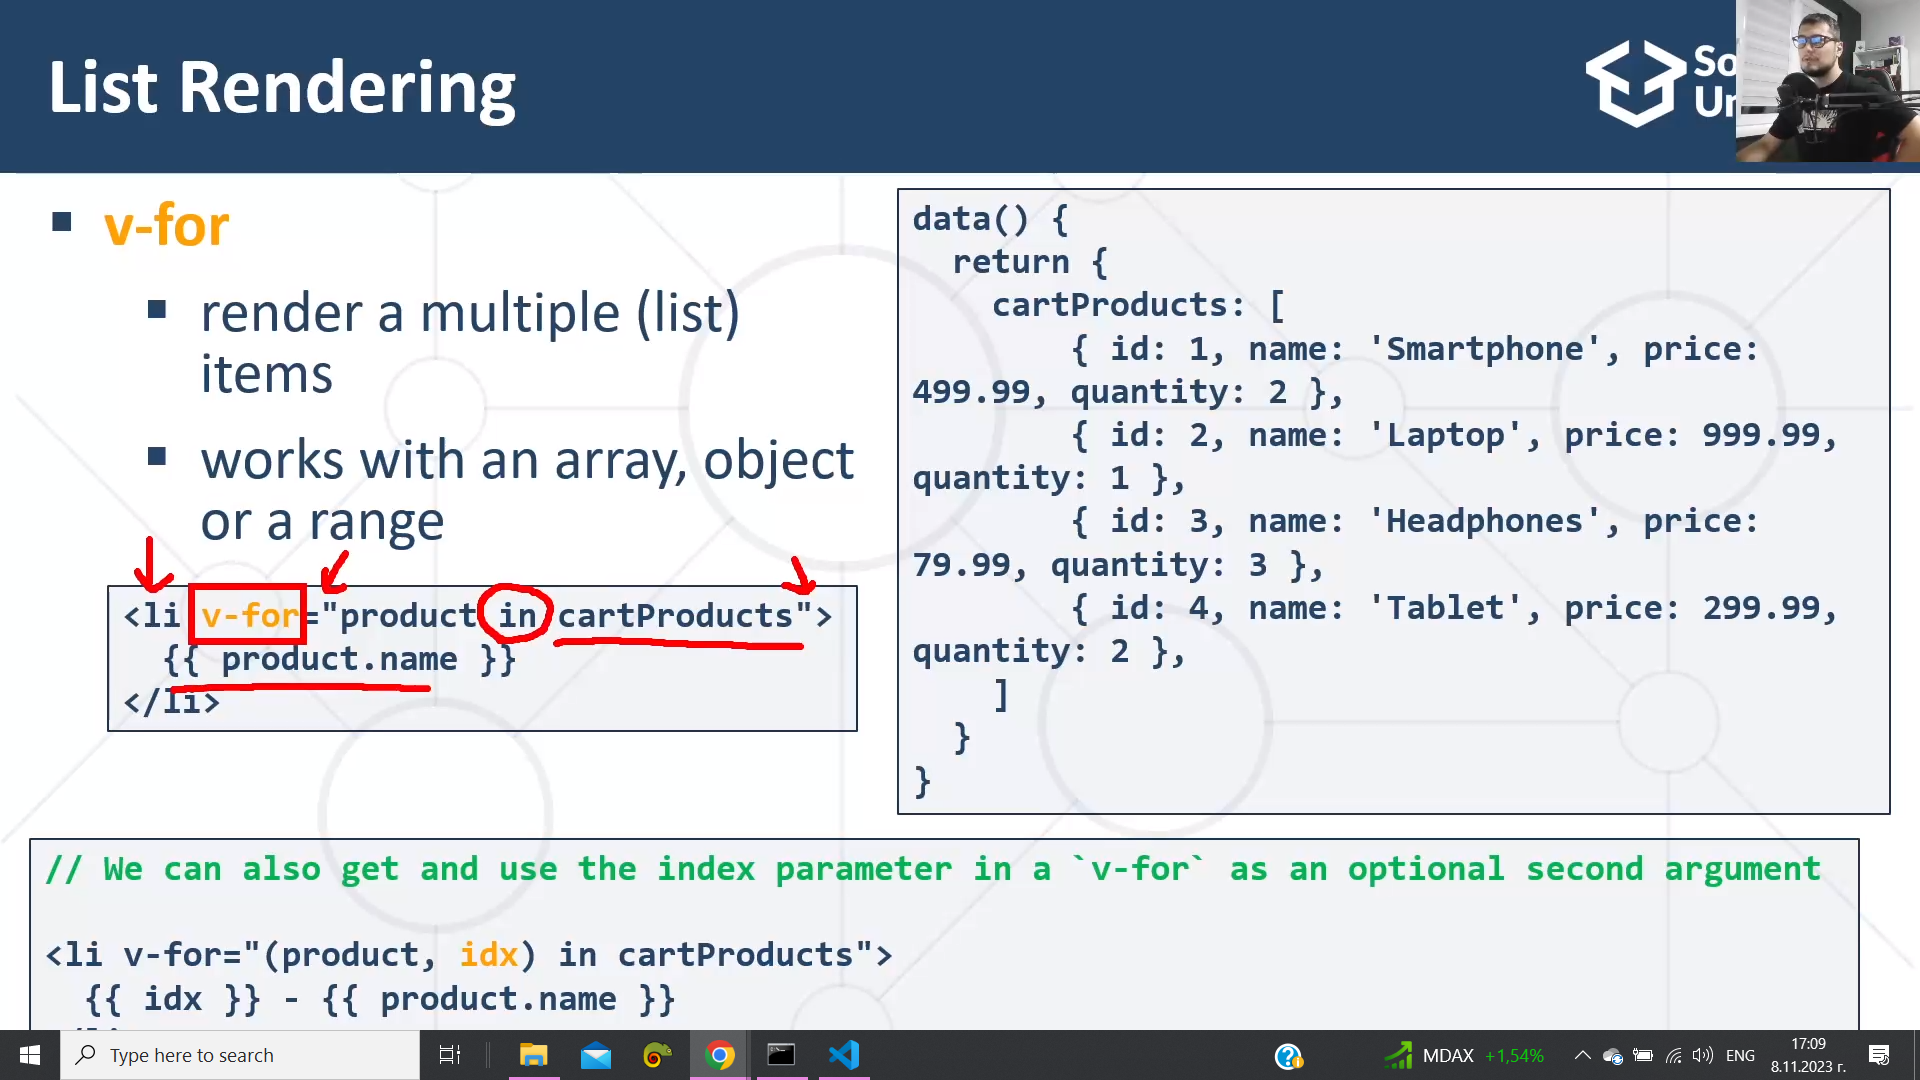 List Rendering
So
Un
v-for
render a multiple (list)
items
works with an array, object
or a range
<li v-for="product in cartProducts">
{{ product.name }}
</li>
data() {
return {
cartProducts: [
{ id: 1, name: 'Smartphone', price:
499.99, quantity: 2 },
{ id: 2, name: 'Laptop', price: 999.99,
quantity: 1 },
{ id: 3, name: 'Headphones', price:
79.99, quantity: 3 },
{ id: 4, name: 'Tablet', price: 299.99,
quantity: 2 },
]
}
}
// We can also get and use the index parameter in a `v-for` as an optional second argument
<li v-for="(product, idx) in cartProducts">
{{ idx }} - {{ product.name }}
Type here to search
MDAX +1,54%
ENG
17:09
8.11.2023 г.